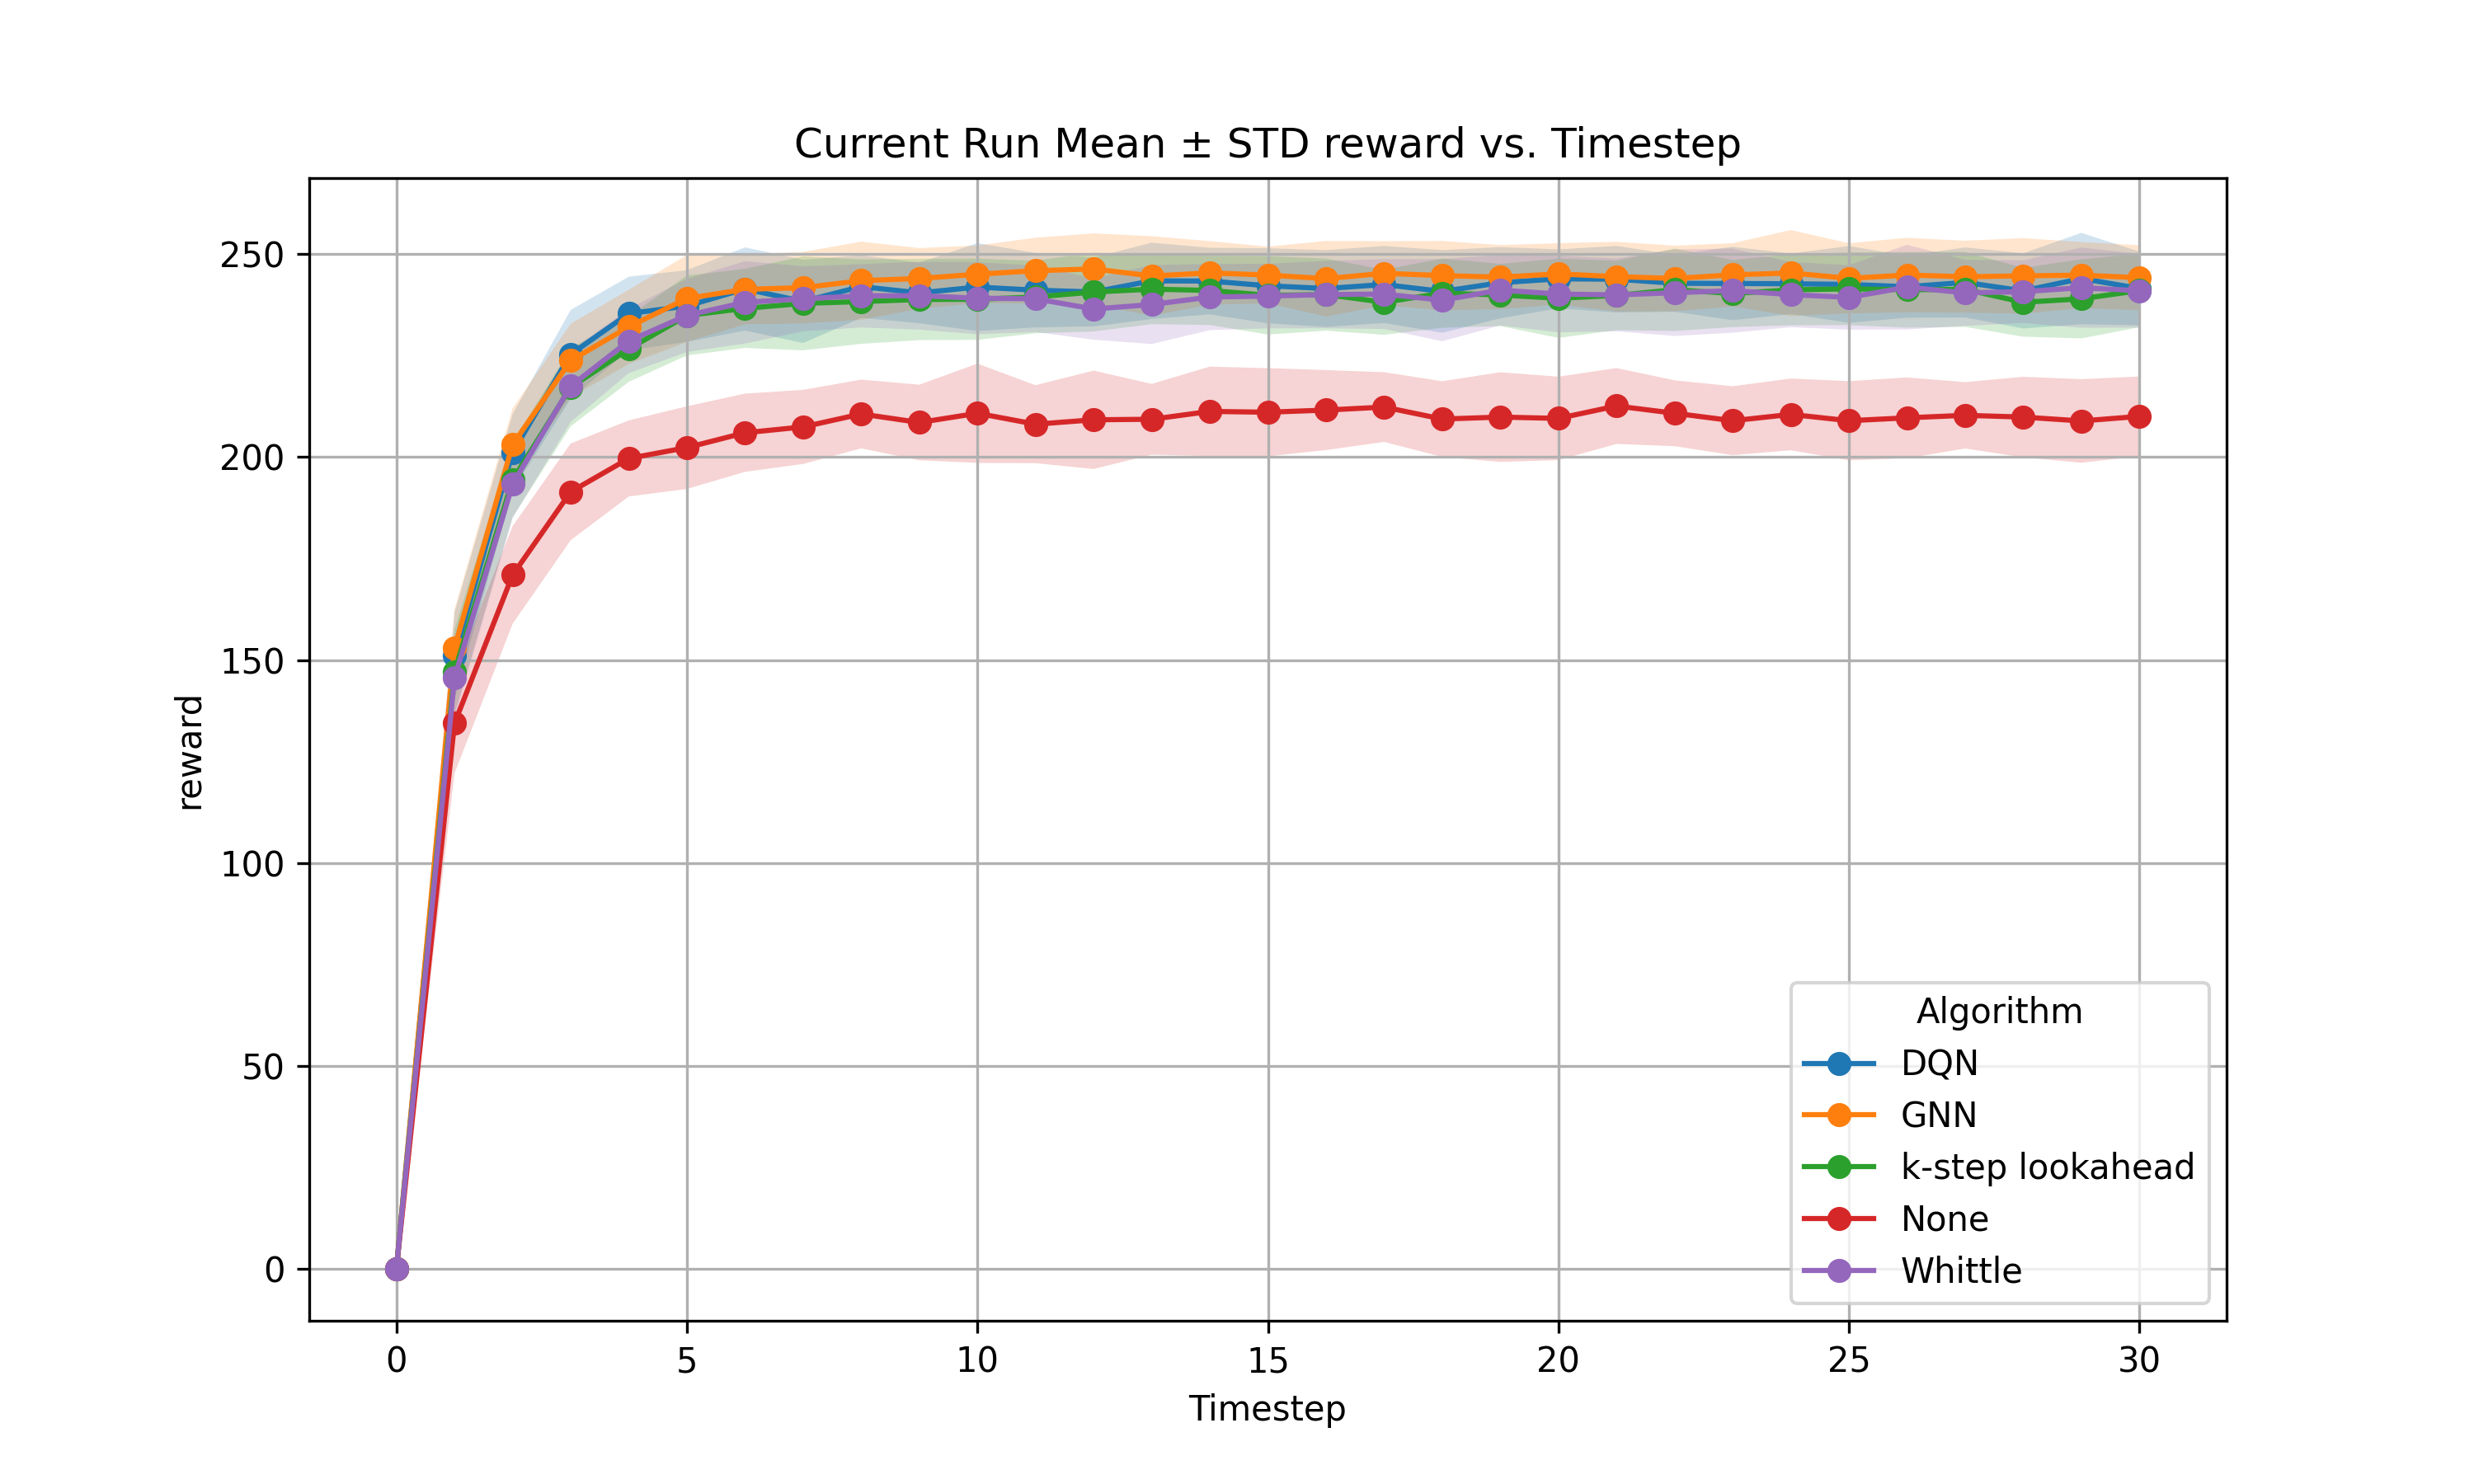 Current Run Mean ± STD reward vs. Timestep
250
200
150
100
50
0
reward
0 5 10 15 20 25 30
Timestep
Algorithm
DQN
GNN
k-step lookahead
None
Whittle